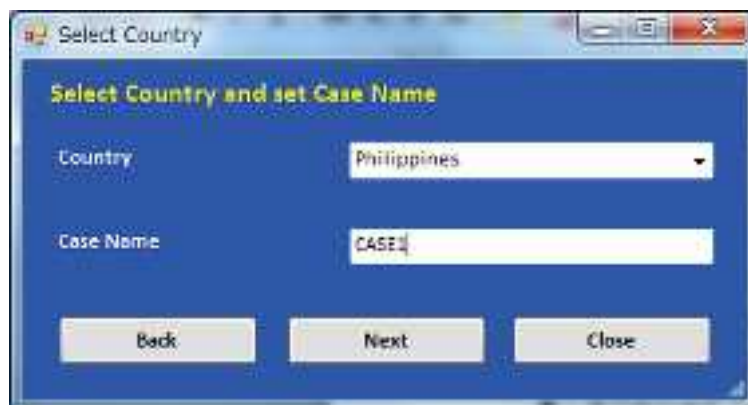 Select Country
Select Country and set Case Name
Country
Philippines
Case Name
CASE1
Back
Next
Close